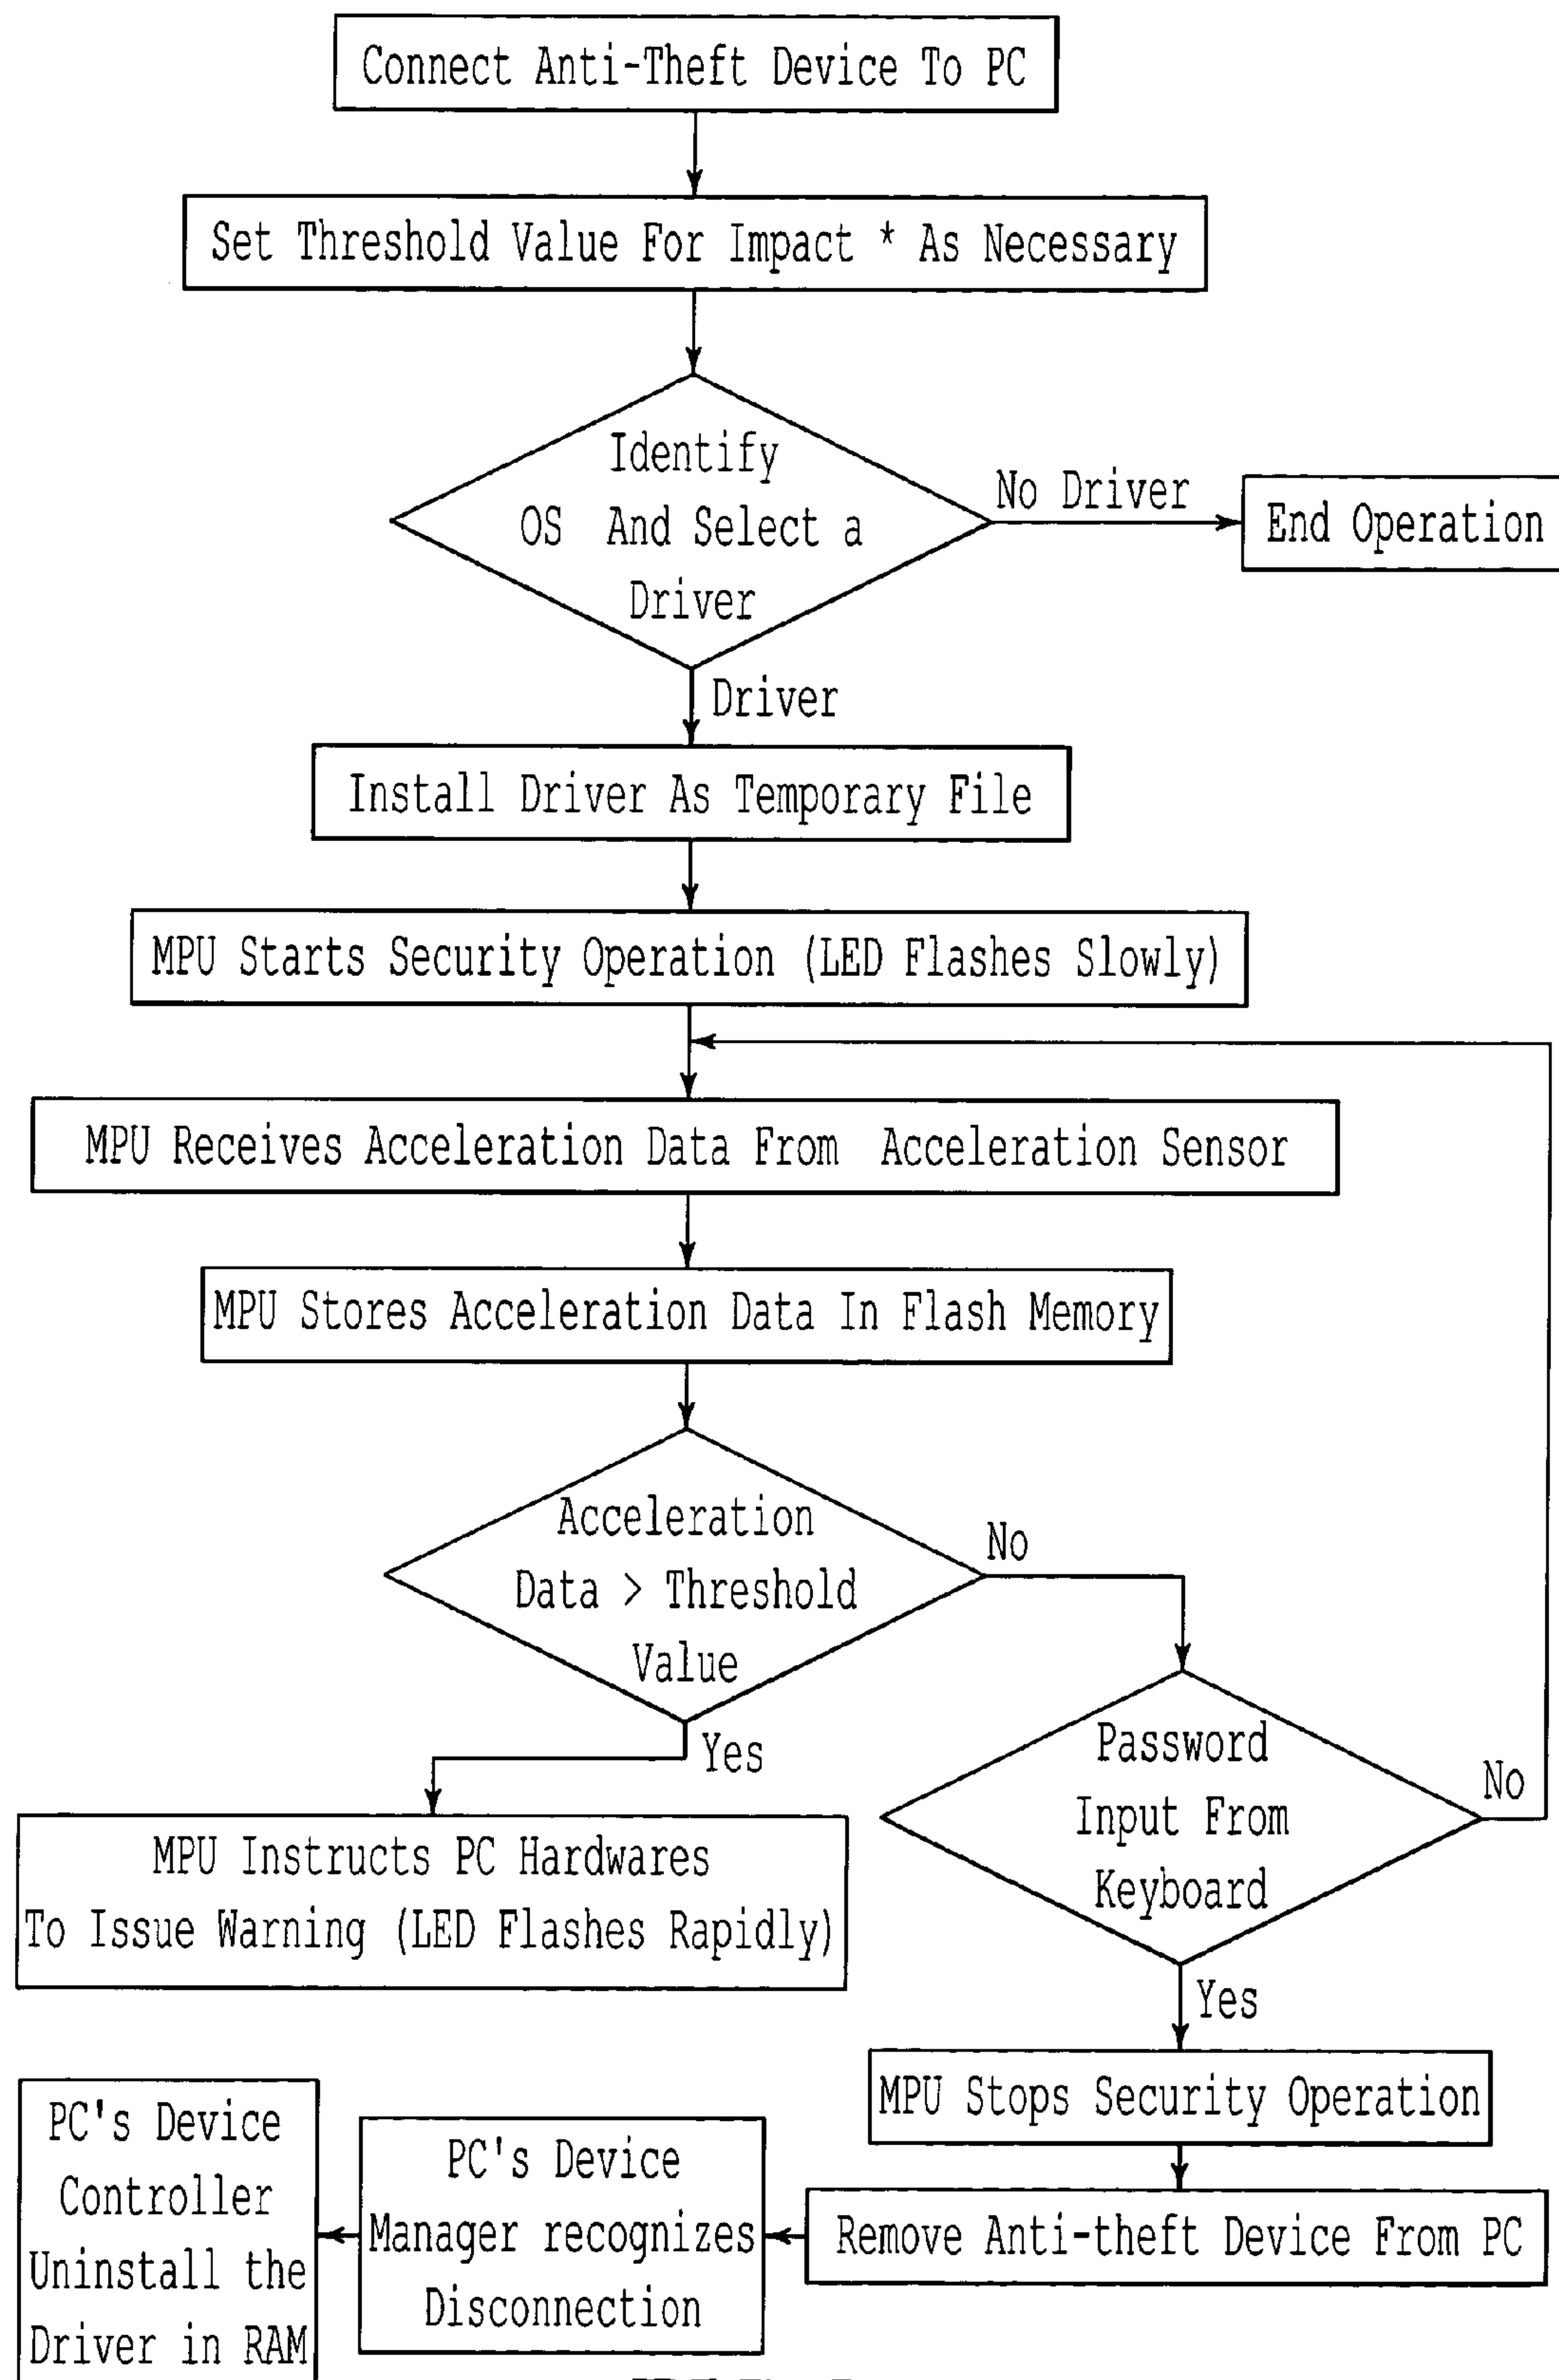 Connect Anti-Theft Device To PC
Set Threshold Value For Impact * As Necessary
Identify
OS And Select a
Driver
No Driver
End Operation
Driver
Install Driver As Temporary File
MPU Starts Security Operation (LED Flashes Slowly)
MPU Receives Acceleration Data From Acceleration Sensor
MPU Stores Acceleration Data In Flash Memory
Acceleration
Data > Threshold
Value
No
Yes
Password
Input From
Keyboard
No
MPU Instructs PC Hardwares
To Issue Warning (LED Flashes Rapidly)
Yes
MPU Stops Security Operation
Remove Anti-theft Device From PC
PC's Device
Manager recognizes
Disconnection
PC's Device
Controller
Uninstall the
Driver in RAM